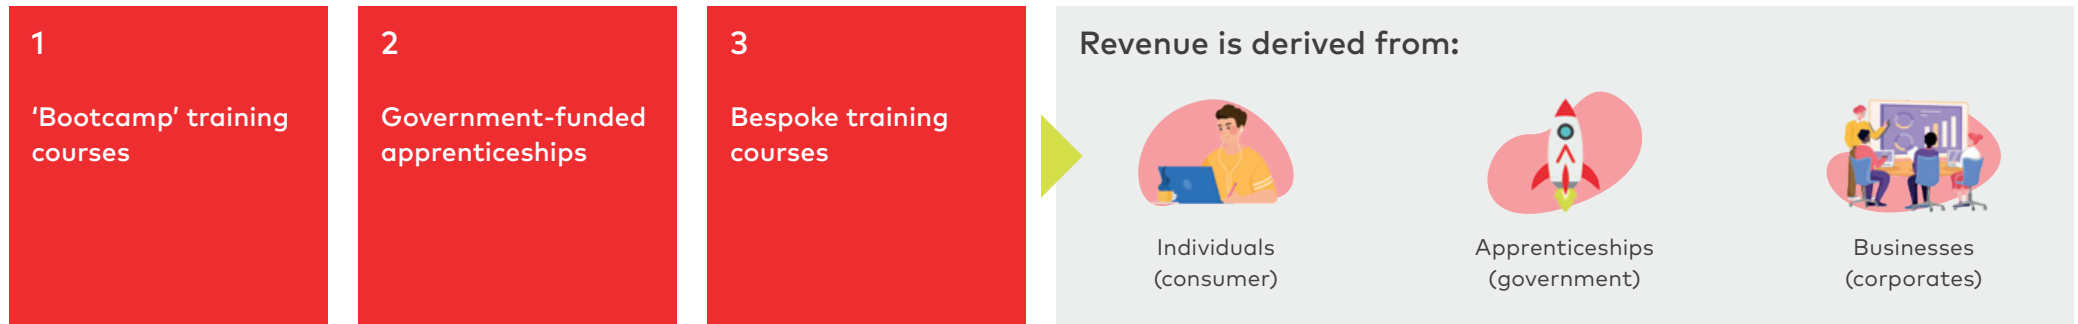 1
‘Bootcamp’ training
courses
2
Government-funded
apprenticeships
3
Bespoke training
courses
Revenue is derived from:
Individuals
(consumer)
Apprenticeships
(government)
Businesses
(corporates)